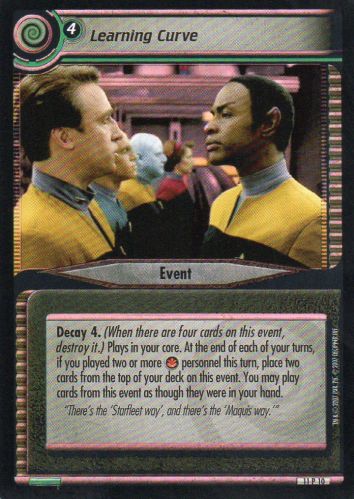 4
Learning Curve
Event
Decay 4. (When there are four cards on this event,
destroy it.) Plays in your core. At the end of each of your turns,
if you played two or more personnel this turn, place two
cards from the top of your deck on this event. You may play
cards from this event as though they were in your hand.
"There's the 'Starfleet way', and there's the 'Maquis way.'"
11 P 10